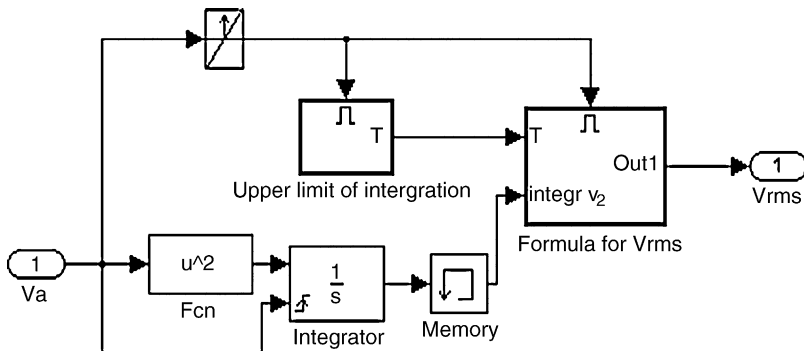 T
Upper limit of intergration
T
integr v2
Out1
Formula for Vrms
1
Vrms
1
Va
u^2
Fcn
1
s
Integrator
Memory